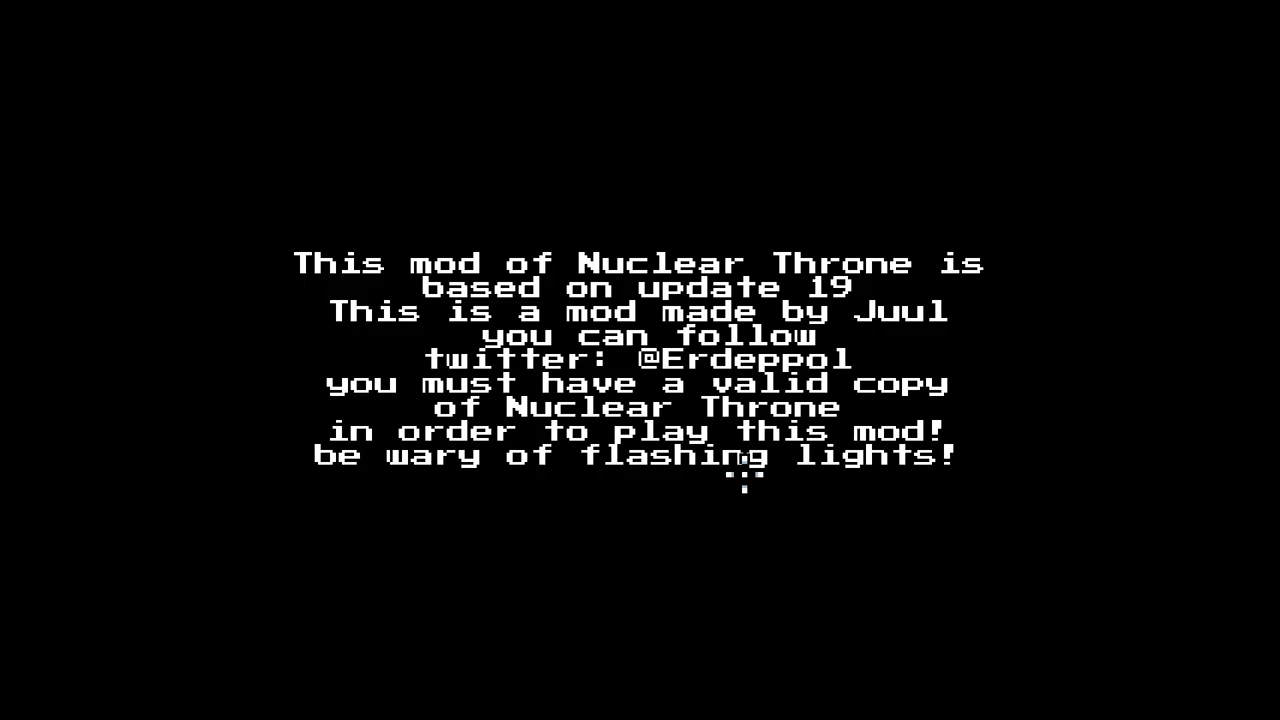 This mod of Nuclear Throne is
based on update 19
This is a mod made by Juul
you can follow
twitter: @Erdeppol
you must have a valid copy
of Nuclear Throne
in order to play this mod!
be wary of flashing lights!